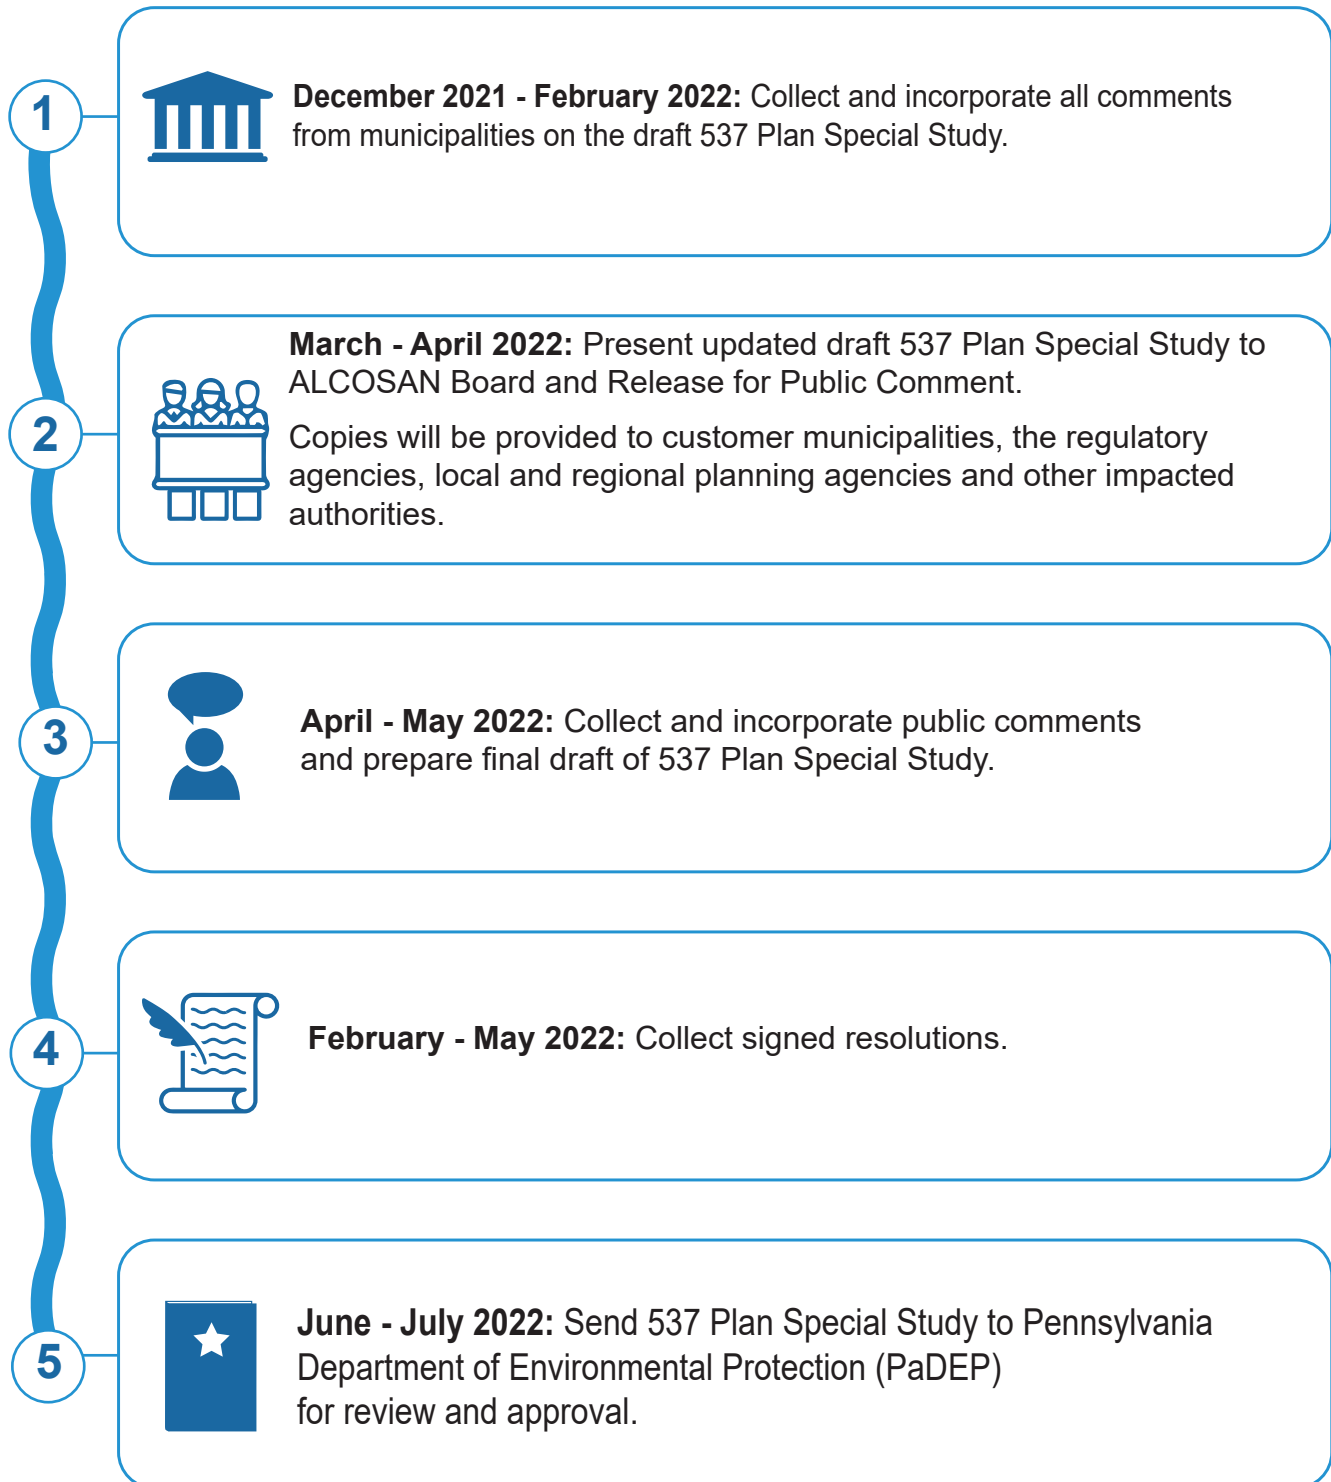 1
December 2021 - February 2022: Collect and incorporate all comments
from municipalities on the draft 537 Plan Special Study.
2
March - April 2022: Present updated draft 537 Plan Special Study to
ALCOSAN Board and Release for Public Comment.
Copies will be provided to customer municipalities, the regulatory
agencies, local and regional planning agencies and other impacted
authorities.
3
April - May 2022: Collect and incorporate public comments
and prepare final draft of 537 Plan Special Study.
4
February - May 2022: Collect signed resolutions.
5
June - July 2022: Send 537 Plan Special Study to Pennsylvania
Department of Environmental Protection (PaDEP)
for review and approval.